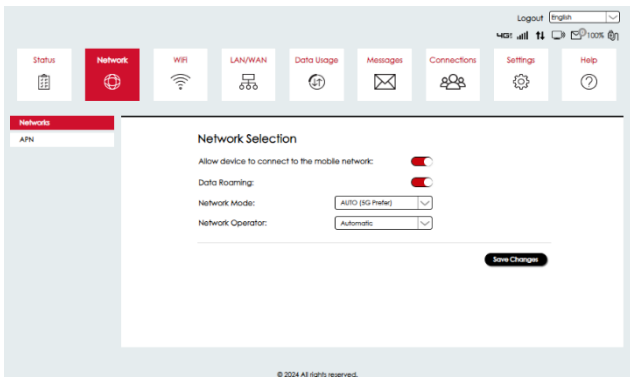 Logout English
4G 100%
Status Network WiFi LAN/WAN Data Usage Messages Connections Settings Help
Networks
APN
Network Selection
Allow device to connect to the mobile network:
Data Roaming:
Network Mode: AUTO (5G Prefer)
Network Operator: Automatic
Save Changes
© 2024 All rights reserved.